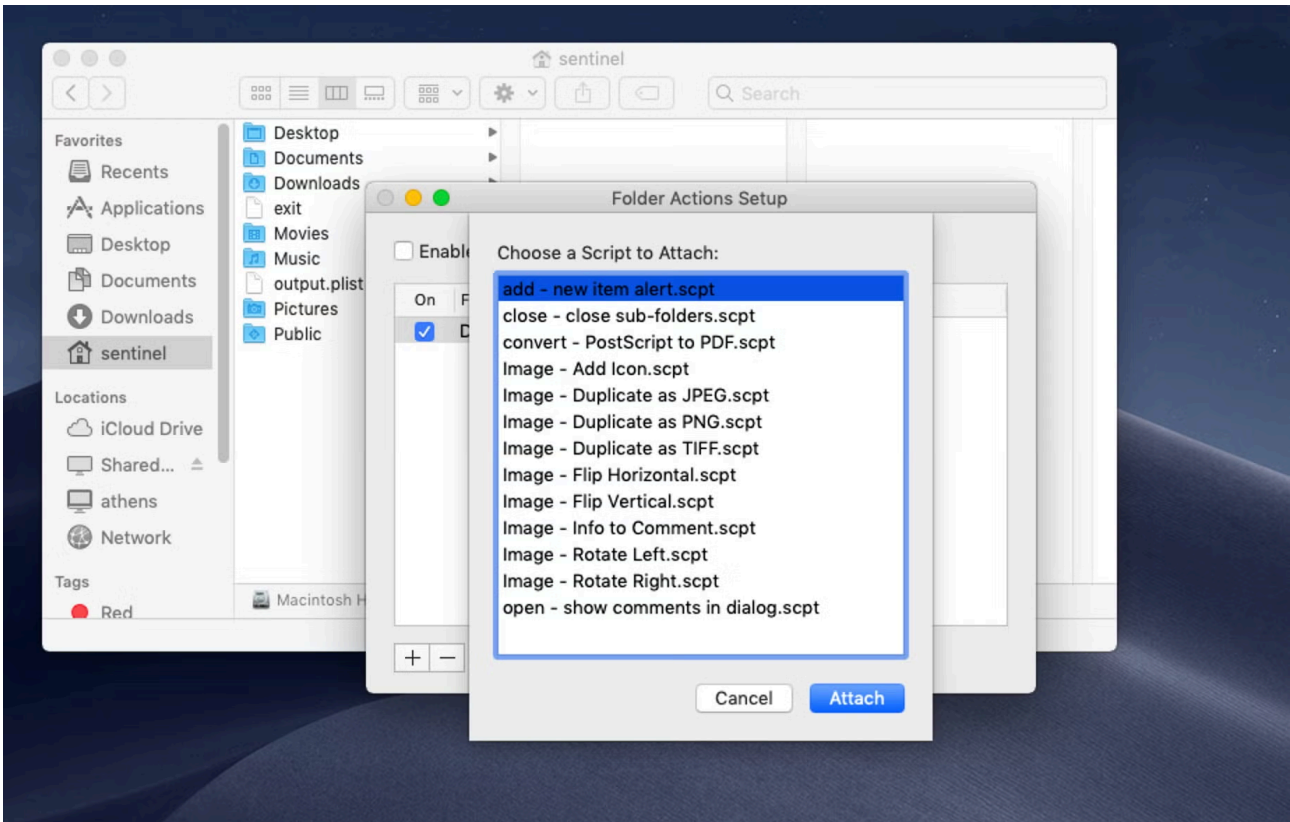 sentinel
Search
Favorites
Recents
Applications
Desktop
Documents
Downloads
sentinel
Locations
iCloud Drive
Shared...
athens
Network
Tags
Red
Desktop
Documents
Downloads
exit
Movies
Music
output.plist
Pictures
Public
Macintosh H
Folder Actions Setup
Enable
On F
D
Choose a Script to Attach:
add - new item alert.scpt
close - close sub-folders.scpt
convert - PostScript to PDF.scpt
Image - Add Icon.scpt
Image - Duplicate as JPEG.scpt
Image - Duplicate as PNG.scpt
Image - Duplicate as TIFF.scpt
Image - Flip Horizontal.scpt
Image - Flip Vertical.scpt
Image - Info to Comment.scpt
Image - Rotate Left.scpt
Image - Rotate Right.scpt
open - show comments in dialog.scpt
Cancel
Attach